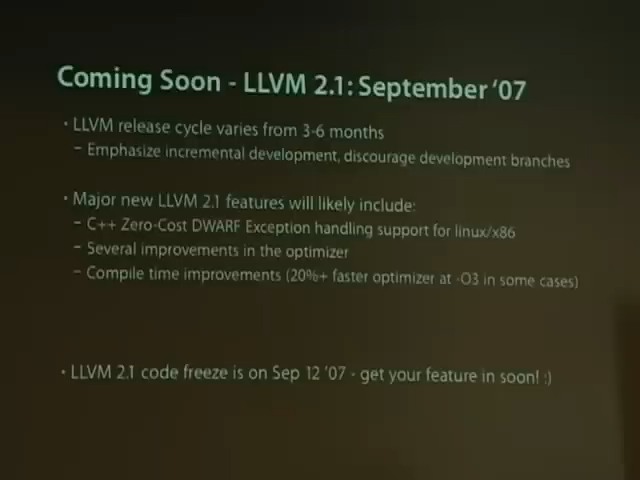 Coming Soon - LLVM 2.1: September '07
• LLVM release cycle varies from 3-6 months
– Emphasize incremental development, discourage development branches
• Major new LLVM 2.1 features will likely include:
– C++ Zero-Cost DWARF Exception handling support for linux/x86
– Several improvements in the optimizer
– Compile time improvements (20%+ faster optimizer at -O3 in some cases)
• LLVM 2.1 code freeze is on Sep 12 '07 - get your feature in soon! :)